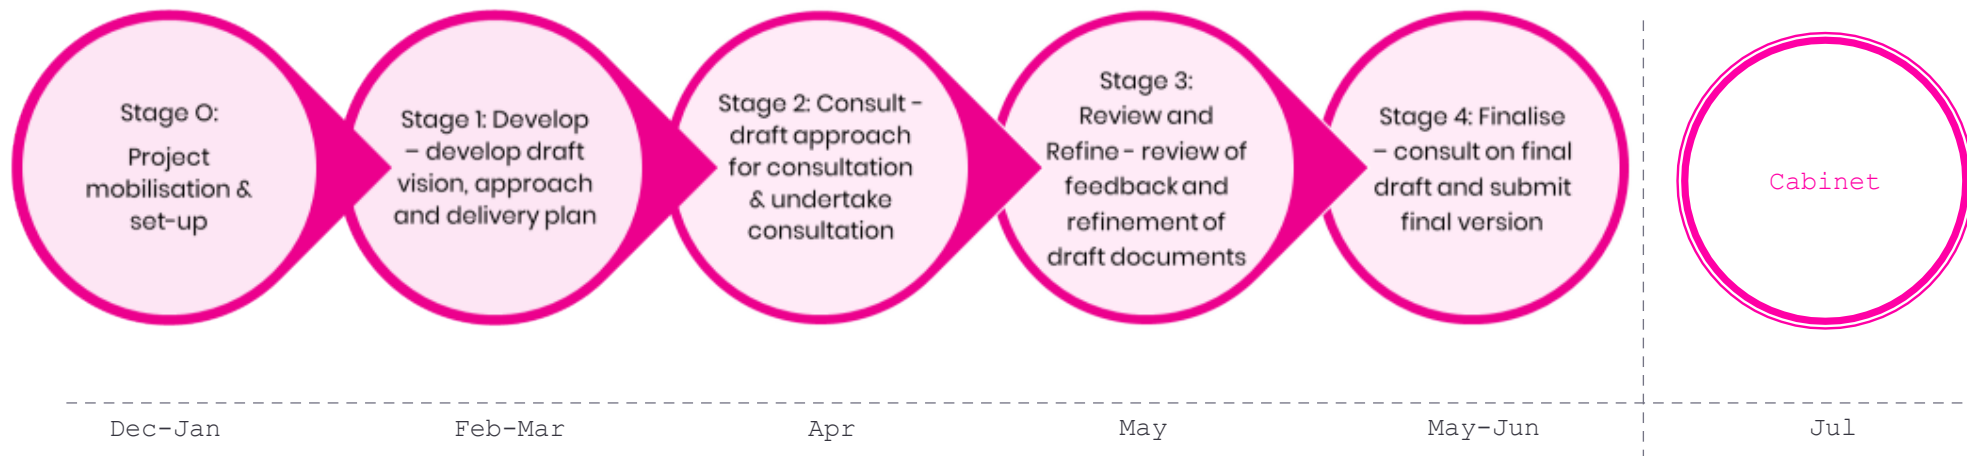 Stage 0:
Project
mobilisation &
set-up
Stage 1: Develop
– develop draft
vision, approach
and delivery plan
Stage 2: Consult -
draft approach
for consultation
& undertake
consultation
Stage 3:
Review and
Refine - review of
feedback and
refinement of
draft documents
Stage 4: Finalise
– consult on final
draft and submit
final version
Cabinet
Dec-Jan
Feb-Mar
Apr
May
May-Jun
Jul